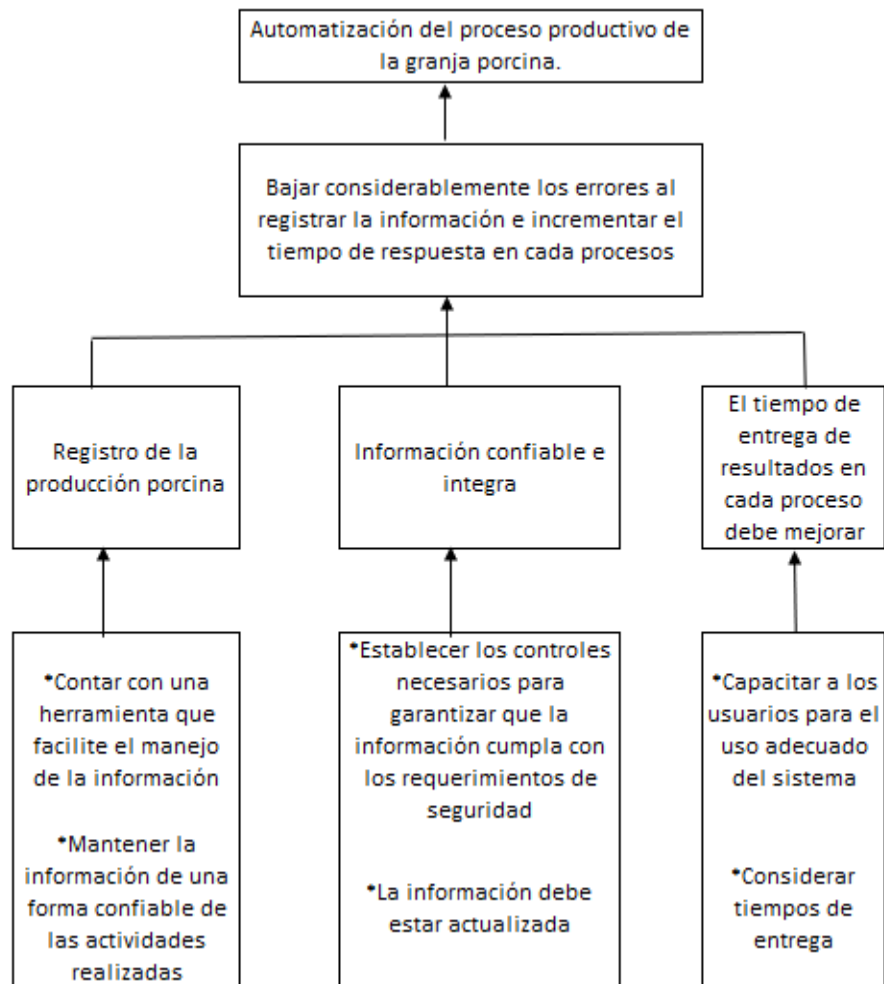 Automatización del proceso productivo de
la granja porcina.
Bajar considerablemente los errores al
registrar la información e incrementar el
tiempo de respuesta en cada procesos
Registro de la
producción porcina
Información confiable e
integra
El tiempo de
entrega de
resultados en
cada proceso
debe mejorar
*Contar con una
herramienta que
facilite el manejo
de la información
*Mantener la
información de una
forma confiable de
las actividades
realizadas
*Establecer los controles
necesarios para
garantizar que la
información cumpla con
los requerimientos de
seguridad
*La información debe
estar actualizada
*Capacitar a los
usuarios para el
uso adecuado
del sistema
*Considerar
tiempos de
entrega